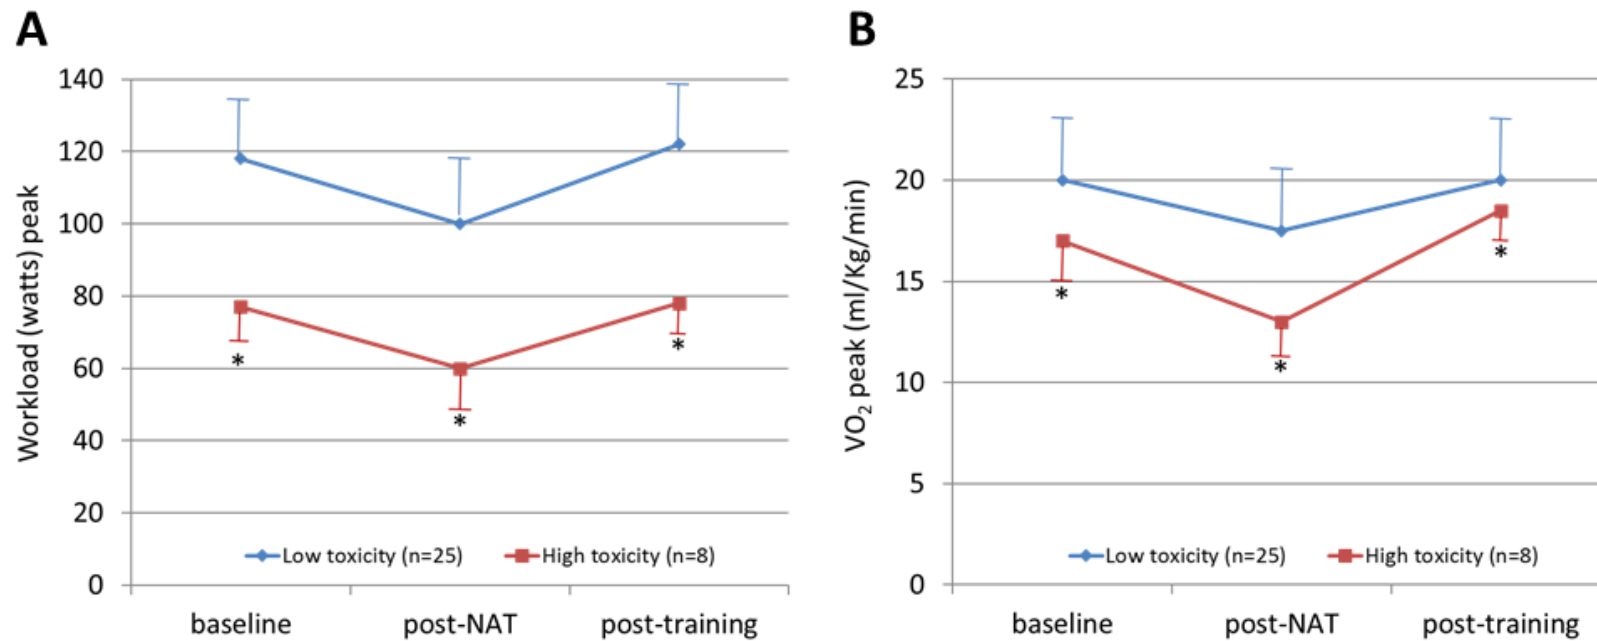 A
Workload (watts) peak
140
120
100
80
60
40
20
0
*
*
*
Low toxicity (n=25)
High toxicity (n=8)
baseline
post-NAT
post-training
B
VO₂ peak (ml/Kg/min)
25
20
15
10
5
0
*
*
*
Low toxicity (n=25)
High toxicity (n=8)
baseline
post-NAT
post-training